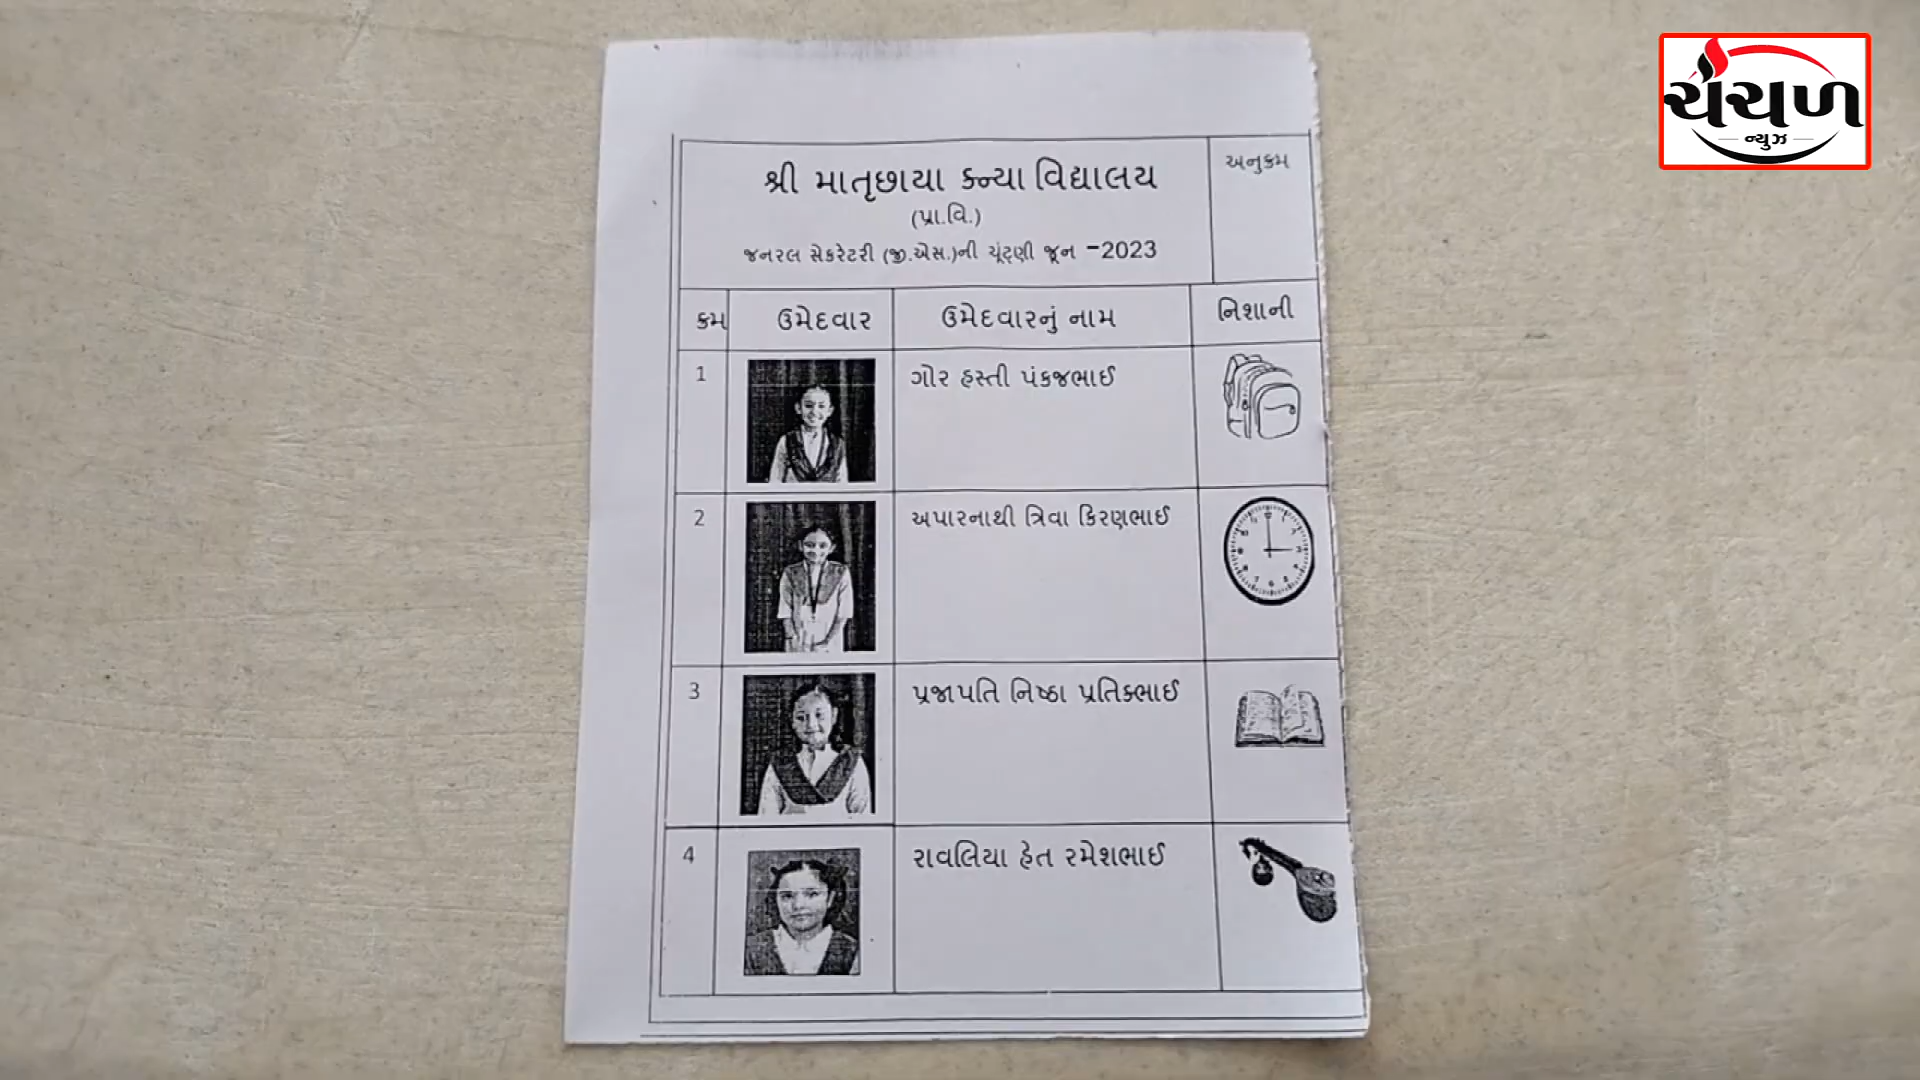 ચંચળ
ન્યુઝ
શ્રી માતૃછાયા કન્યા વિદ્યાલય
(પ્રા.વિ.)
જનરલ સેકરેટરી (જી.એસ.)ની ચૂંટણી જૂન -2023
અનુક્રમ
ક્રમ ઉમેદવાર ઉમેદવારનું નામ નિશાની
1 ગોર હસ્તી પંકજભાઈ
2 અપારનાથી ત્રિવા કિરણભાઈ
3 પ્રજાપતિ નિષ્ઠા પ્રતિકભાઈ
4 રાવલિયા હેત રમેશભાઈ